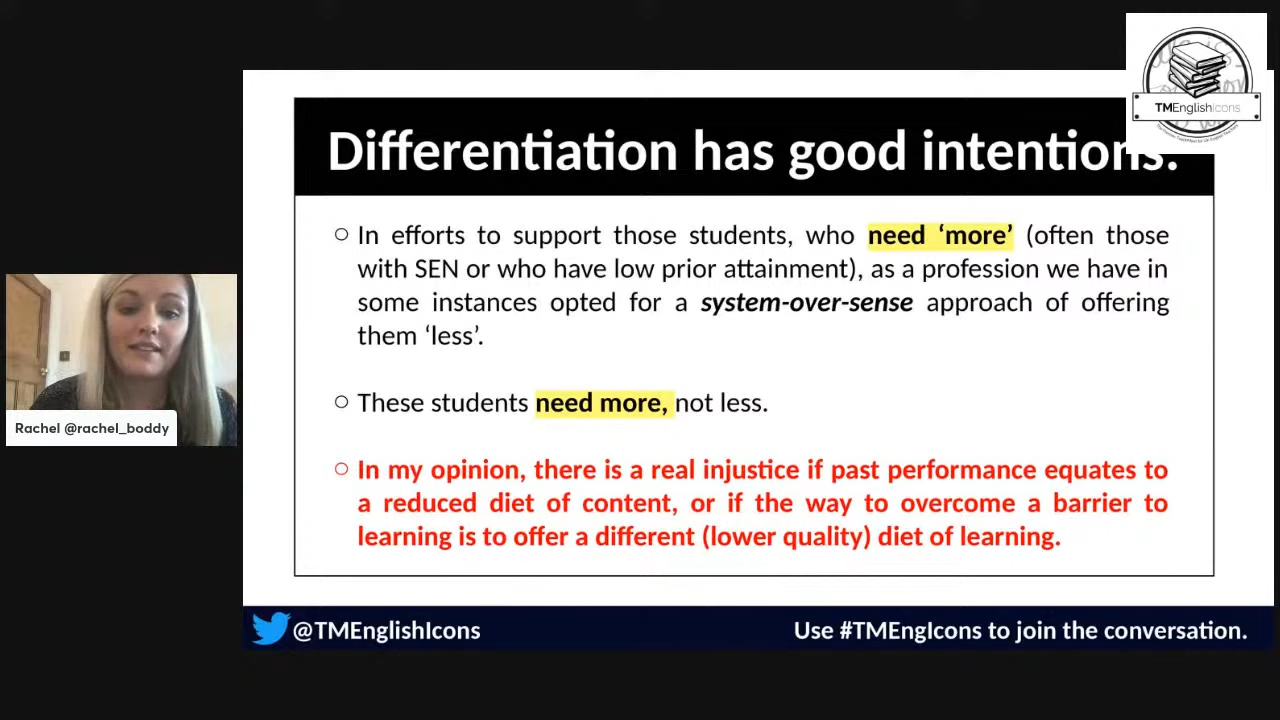 TMEnglishIcons
Differentiation has good intentions.
○ In efforts to support those students, who need ‘more’ (often those
with SEN or who have low prior attainment), as a profession we have in
some instances opted for a system-over-sense approach of offering
them ‘less’.
○ These students need more, not less.
○ In my opinion, there is a real injustice if past performance equates to
a reduced diet of content, or if the way to overcome a barrier to
learning is to offer a different (lower quality) diet of learning.
Rachel @rachel_boddy
@TMEnglishIcons
Use #TMEngIcons to join the conversation.